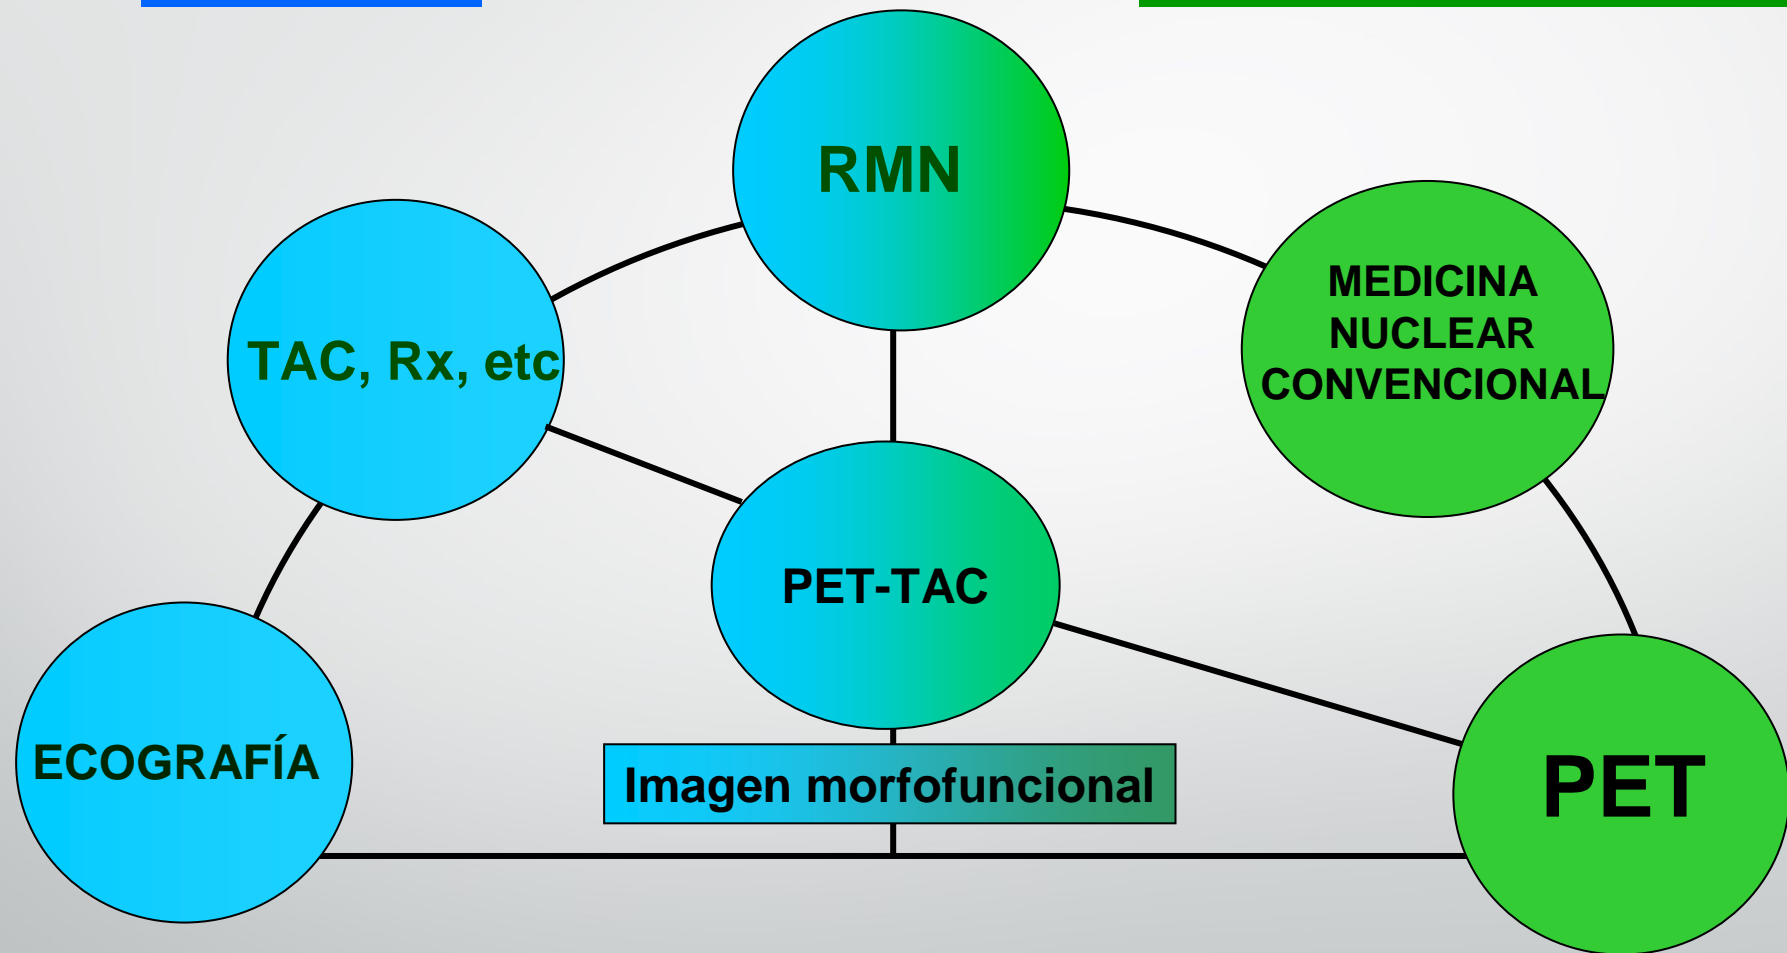 RMN
TAC, Rx, etc
MEDICINA
NUCLEAR
CONVENCIONAL
PET-TAC
ECOGRAFÍA
Imagen morfofuncional
PET